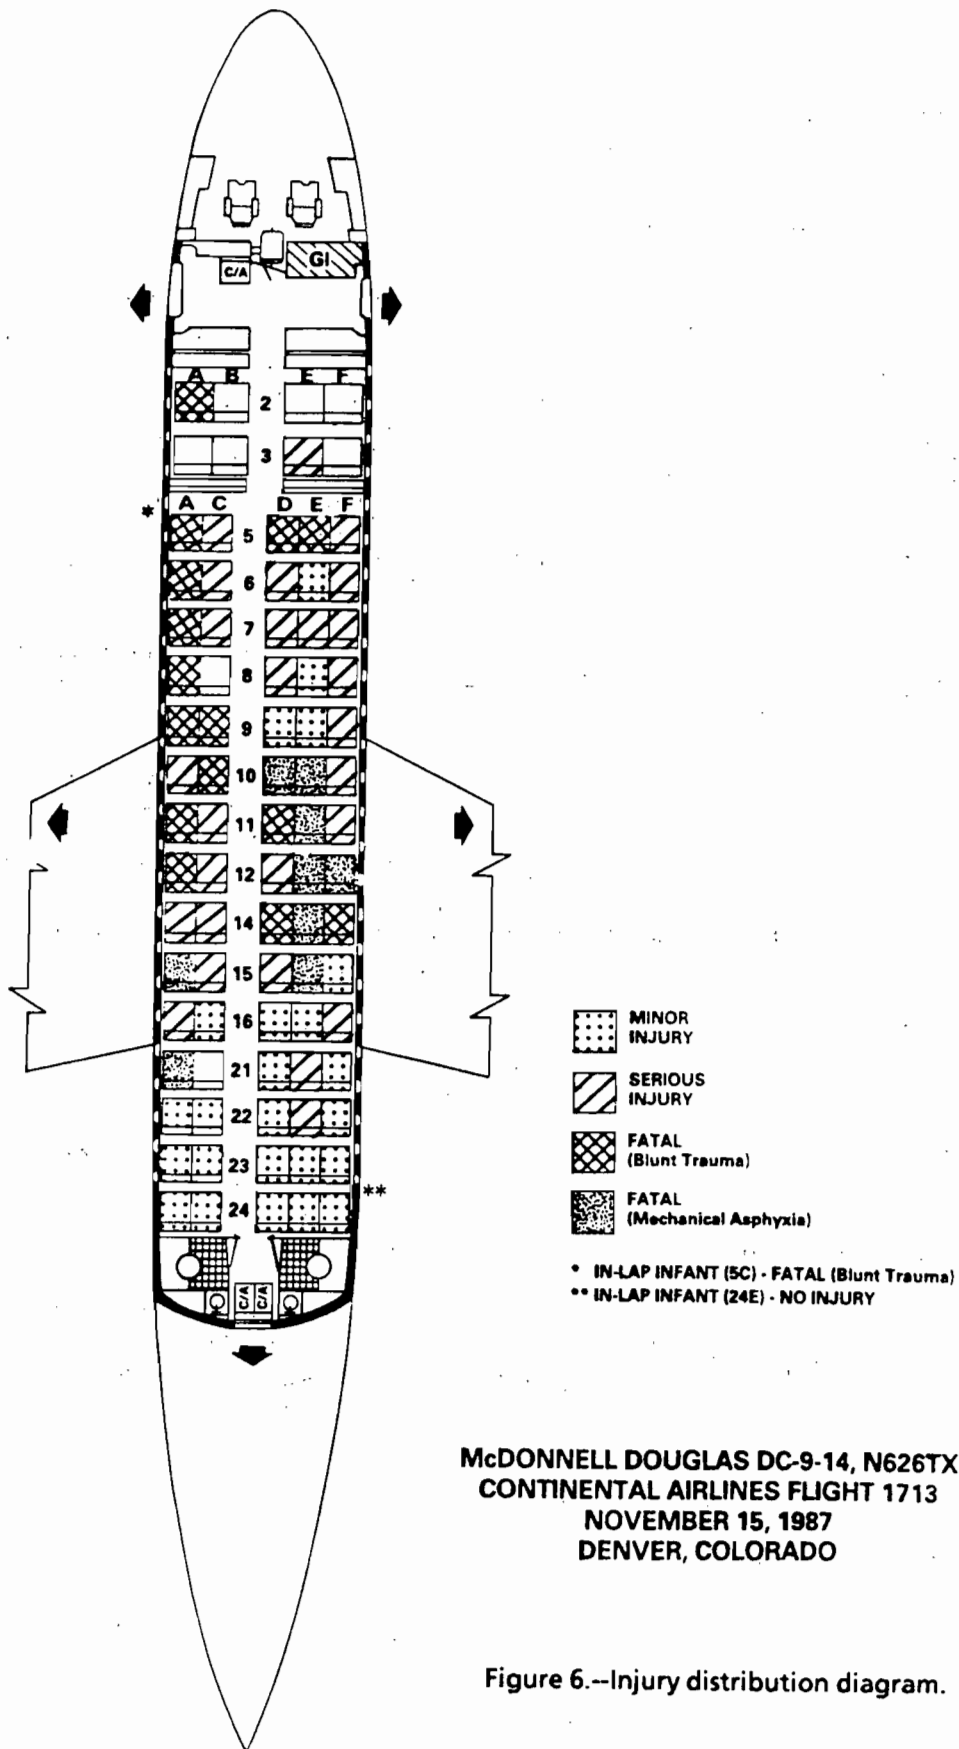 GI
C/A
A B E F
2
3
* A C D E F
5
6
7
8
9
10
11
12
14
15
16
21
22
23
**
24
C/A C/A
MINOR
INJURY
SERIOUS
INJURY
FATAL
(Blunt Trauma)
FATAL
(Mechanical Asphyxia)
* IN-LAP INFANT (5C) - FATAL (Blunt Trauma)
** IN-LAP INFANT (24E) - NO INJURY
McDONNELL DOUGLAS DC-9-14, N626TX
CONTINENTAL AIRLINES FLIGHT 1713
NOVEMBER 15, 1987
DENVER, COLORADO
Figure 6.--Injury distribution diagram.